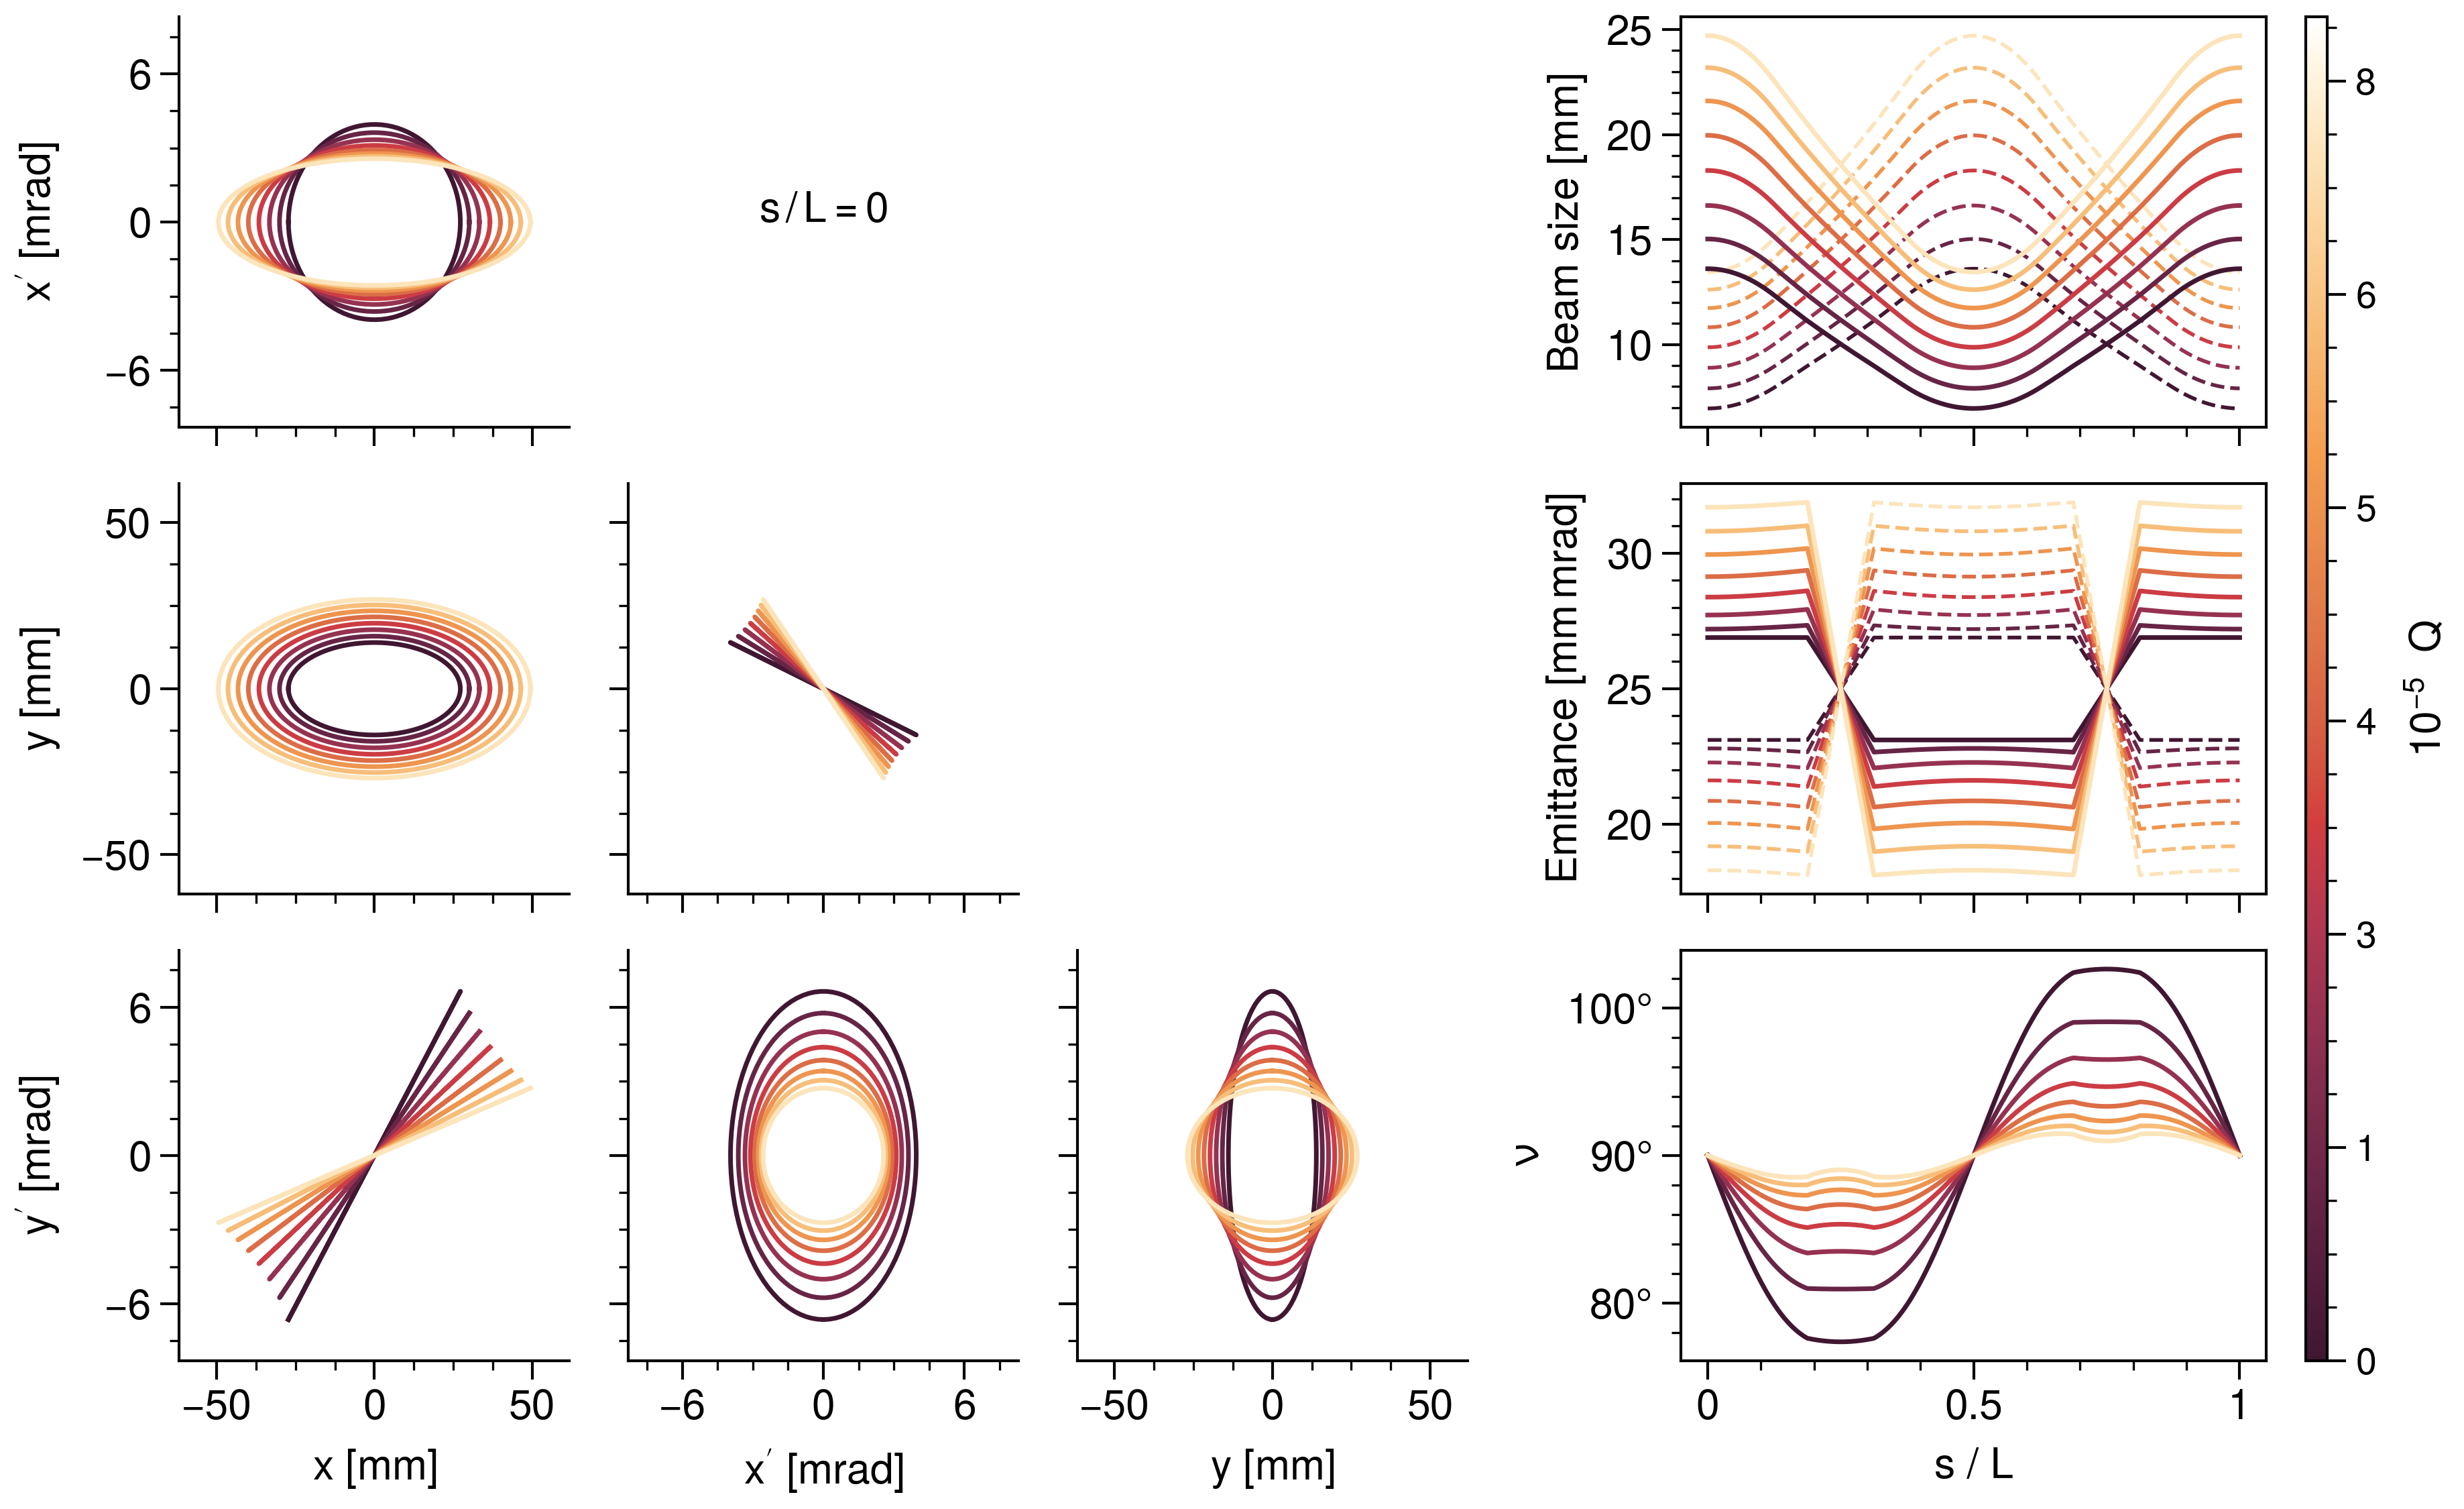 6
0
−6
x′ [mrad]
s / L = 0
25
20
15
10
Beam size [mm]
50
0
−50
y [mm]
30
25
20
Emittance [mm mrad]
6
0
−6
y′ [mrad]
100°
90°
80°
ν
−50 0 50
x [mm]
−6 0 6
x′ [mrad]
−50 0 50
y [mm]
0 0.5 1
s / L
8
6
5
4
3
1
0
10⁻⁵ Q